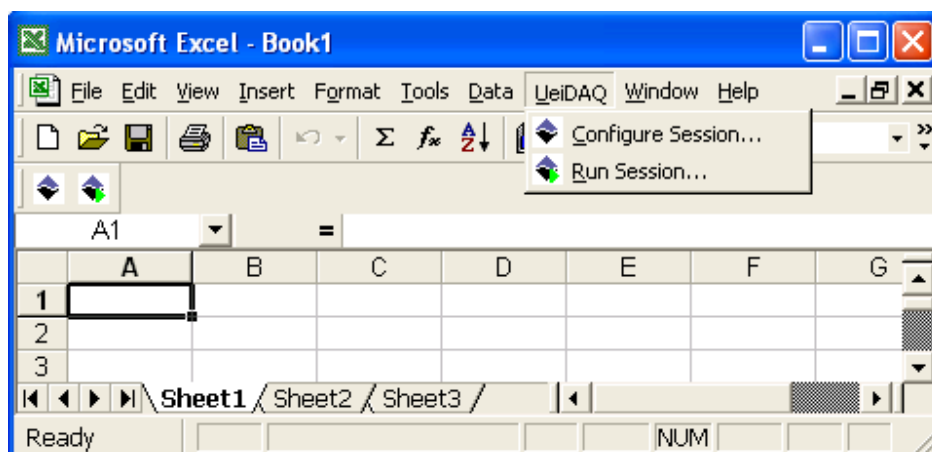 Microsoft Excel - Book1
File Edit View Insert Format Tools Data UeiDAQ Window Help
Σ fx A Z
Configure Session...
Run Session...
A1 =
A B C D E F G
1
2
3
Sheet1 Sheet2 Sheet3
Ready NUM